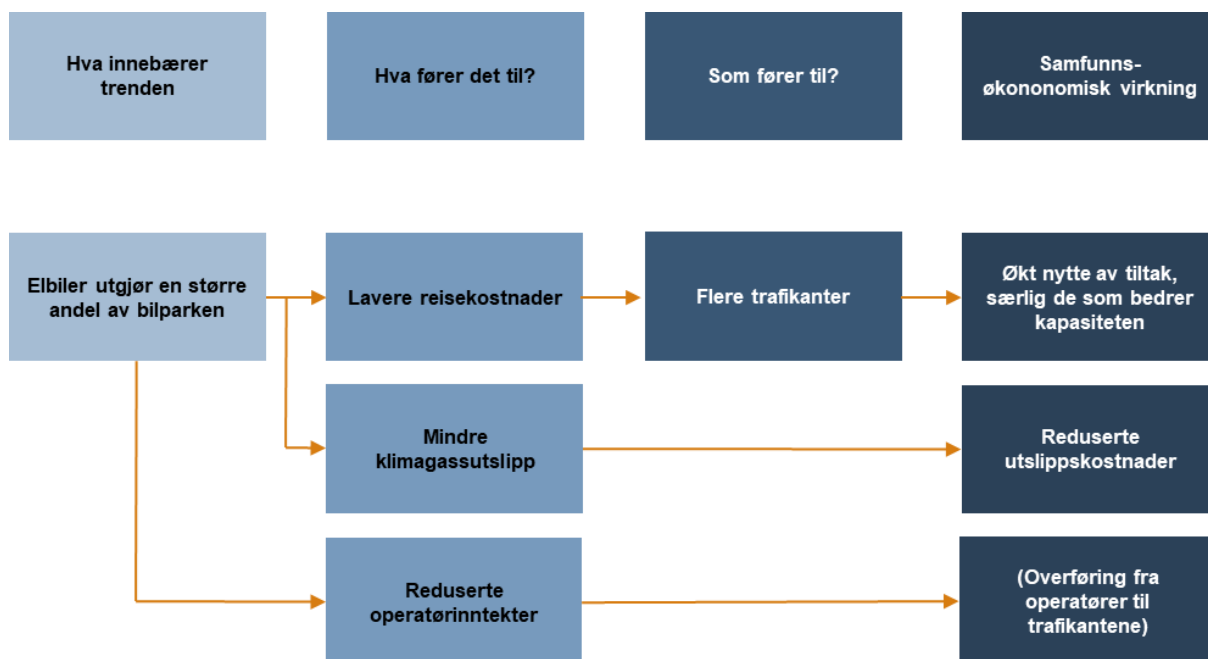 Hva innebærer
trenden
Hva fører det til?
Som fører til?
Samfunns-
økononomisk virkning
Elbiler utgjør en større
andel av bilparken
Lavere reisekostnader
Flere trafikanter
Økt nytte av tiltak,
særlig de som bedrer
kapasiteten
Mindre
klimagassutslipp
Reduserte
utslippskostnader
Reduserte
operatørinntekter
(Overføring fra
operatører til
trafikantene)